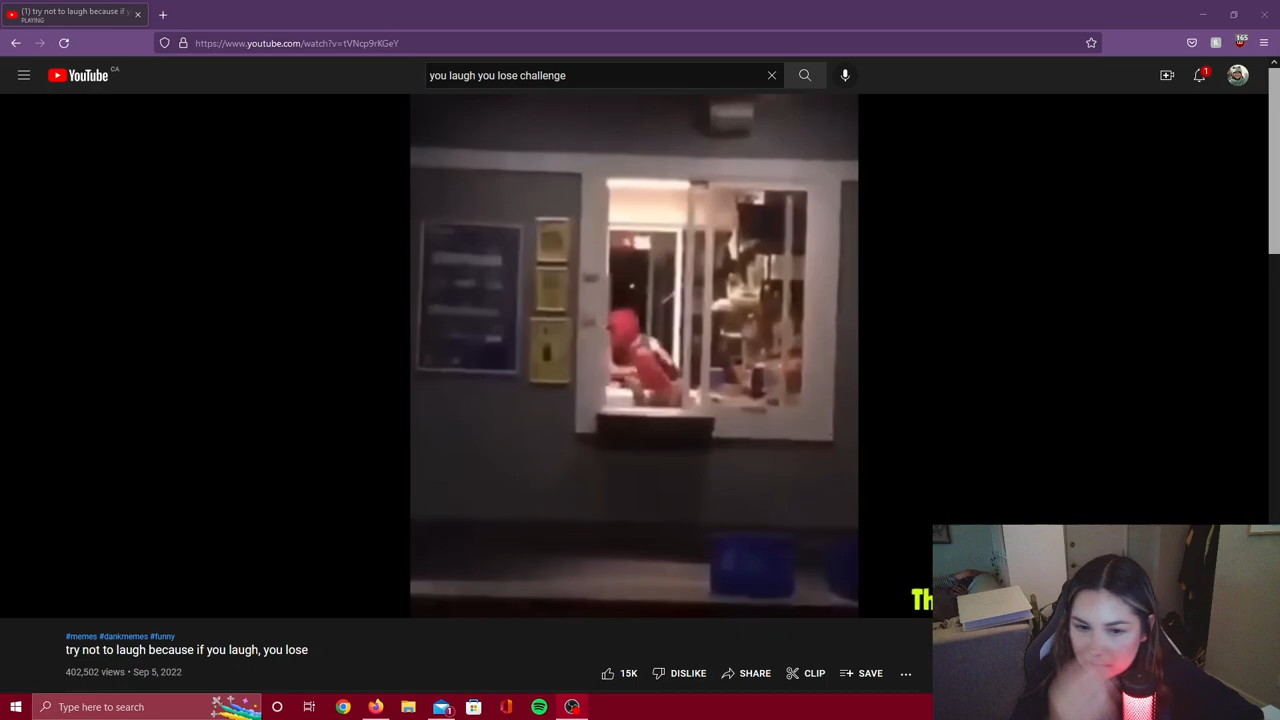 (1) try not to laugh because if y
PLAYING
https://www.youtube.com/watch?v=tVNcp9rKGeY
165
YouTube CA
you laugh you lose challenge
1
Th
#memes #dankmemes #funny
try not to laugh because if you laugh, you lose
402,502 views • Sep 5, 2022
15K
DISLIKE
SHARE
CLIP
SAVE
Type here to search